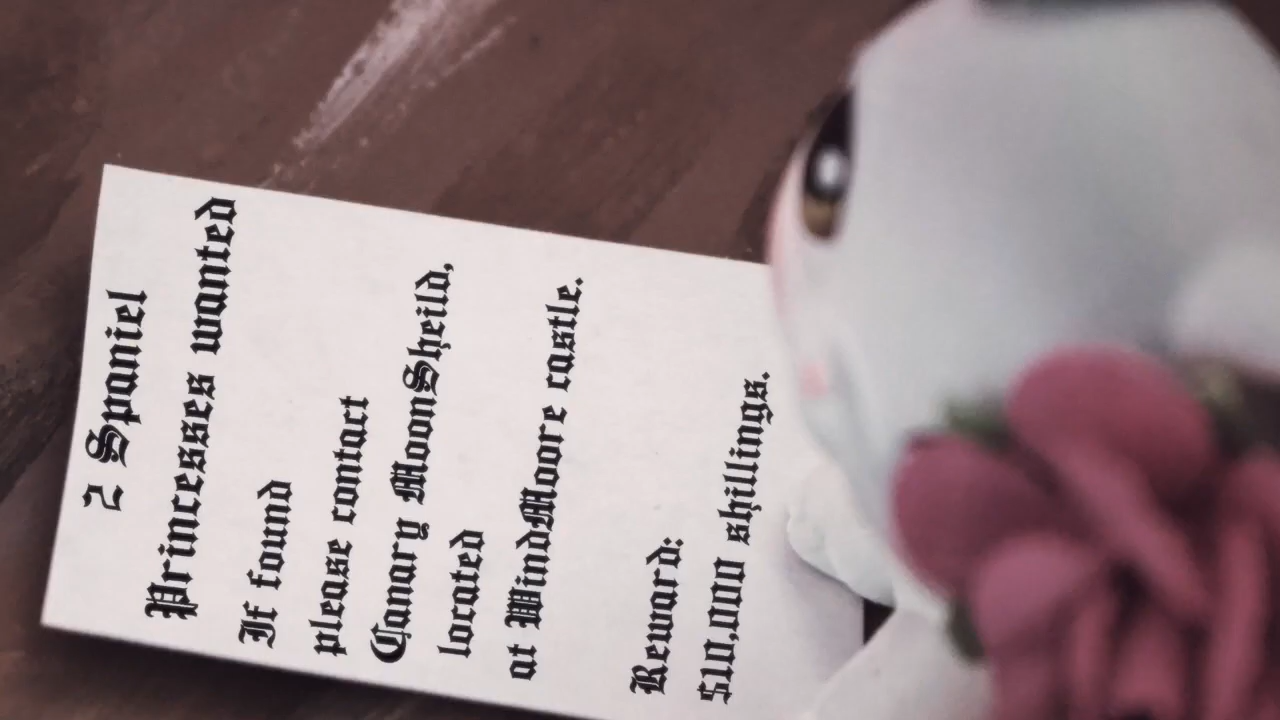 2 Spaniel
Princesses wanted
If found
please contact
Canary MoonSheild,
located
at WindMoore castle.
Reward:
$10,000 shillings.